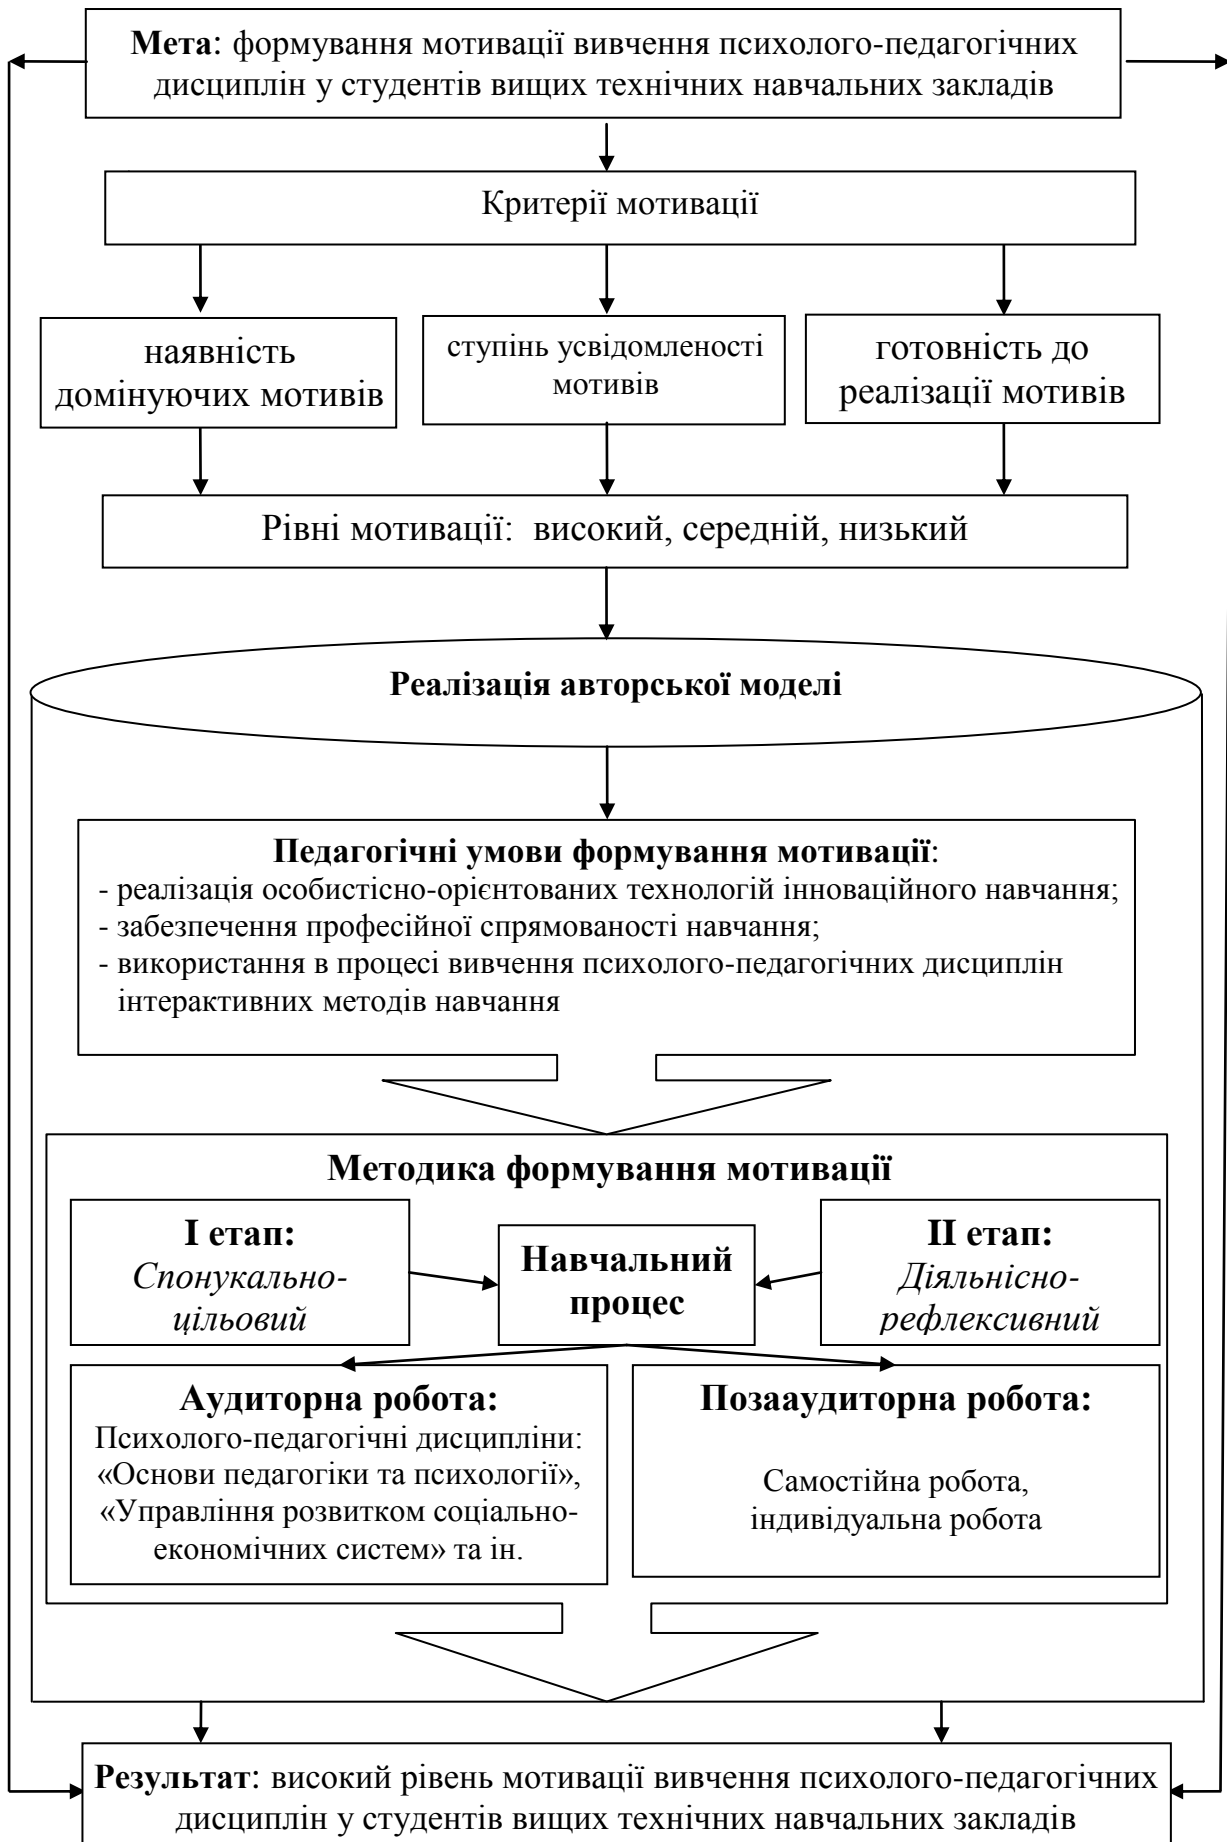 Мета: формування мотивації вивчення психолого-педагогічних
дисциплін у студентів вищих технічних навчальних закладів
Критерії мотивації
наявність
домінуючих мотивів
ступінь усвідомленості
мотивів
готовність до
реалізації мотивів
Рівні мотивації: високий, середній, низький
Реалізація авторської моделі
Педагогічні умови формування мотивації:
- реалізація особистісно-орієнтованих технологій інноваційного навчання;
- забезпечення професійної спрямованості навчання;
- використання в процесі вивчення психолого-педагогічних дисциплін
інтерактивних методів навчання
Методика формування мотивації
І етап:
Спонукально-
цільовий
Навчальний
процес
ІІ етап:
Діяльнісно-
рефлексивний
Аудиторна робота:
Психолого-педагогічні дисципліни:
«Основи педагогіки та психології»,
«Управління розвитком соціально-
економічних систем» та ін.
Позааудиторна робота:
Самостійна робота,
індивідуальна робота
Результат: високий рівень мотивації вивчення психолого-педагогічних
дисциплін у студентів вищих технічних навчальних закладів